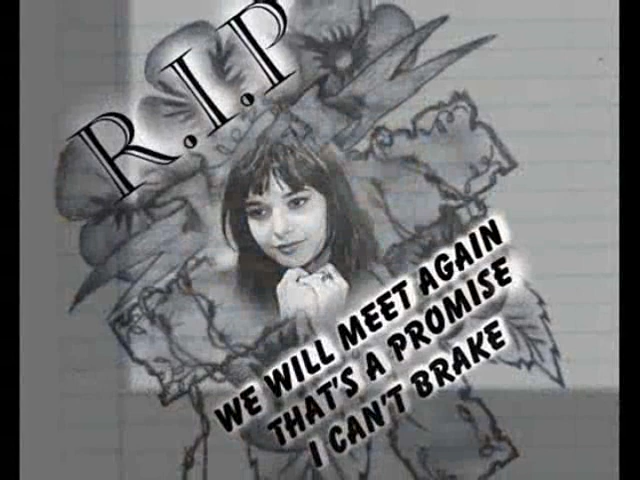 R.I.P
WE WILL MEET AGAIN
THAT'S A PROMISE
I CAN'T BRAKE